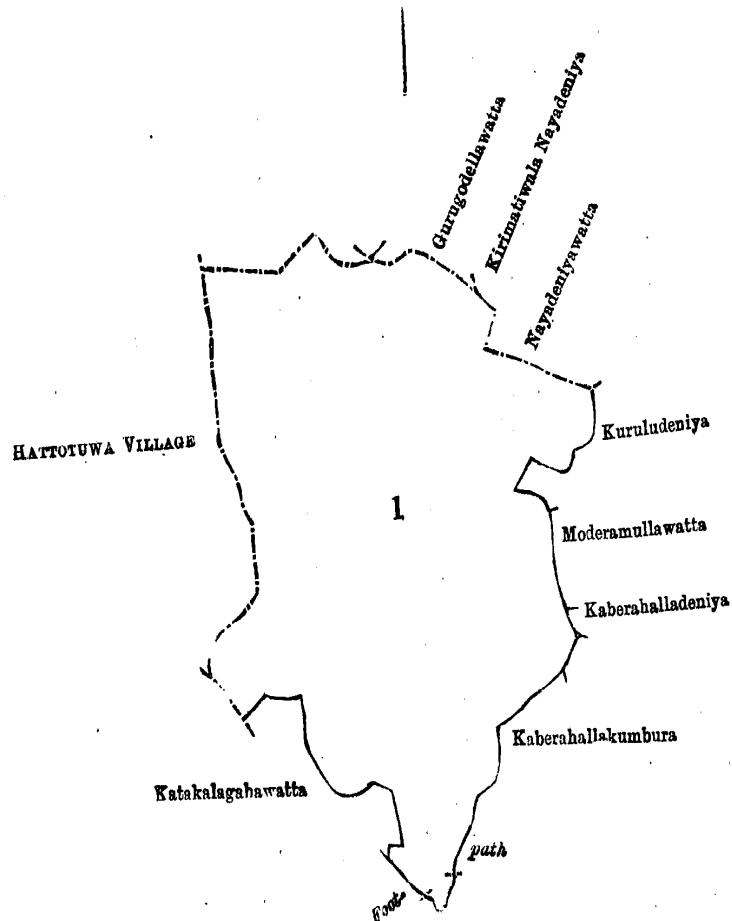 Gurugodellawatta
Kirimatiwala Nayadeniya
Nayadeniyawatta
Kuruludeniya
HATTOTUWA VILLAGE
1
Moderamullawatta
Kaberahalladeniya
Kaberahallakumbura
Katakalagahawatta
path
Foot